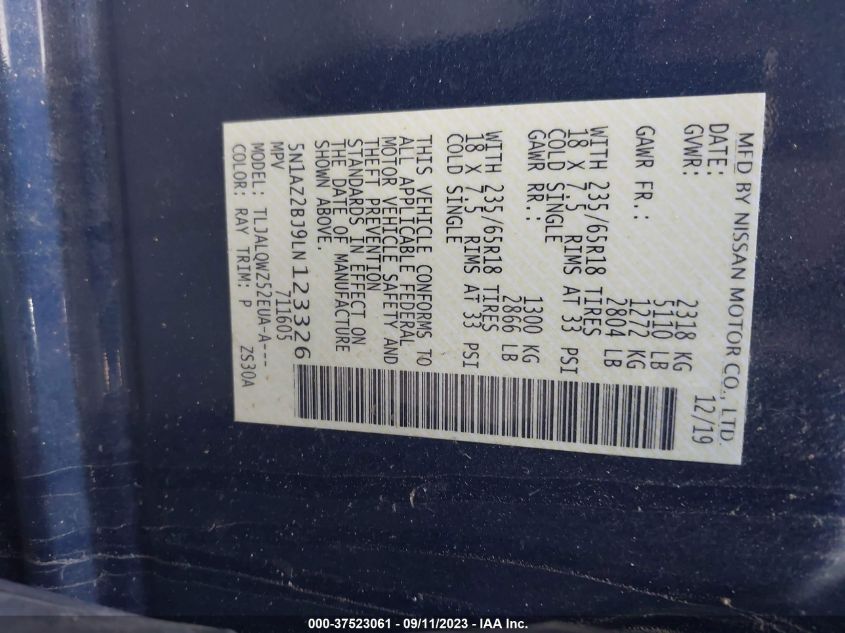 MFD BY NISSAN MOTOR CO., LTD.
DATE: 12/19
GVWR: 2318 KG
5110 LB
GAWR FR.: 1272 KG
2804 LB
WITH 235/65R18 TIRES
18 X 7.5 RIMS AT 33 PSI
COLD SINGLE
GAWR RR.: 1300 KG
2866 LB
WITH 235/65R18 TIRES
18 X 7.5 RIMS AT 33 PSI
COLD SINGLE
THIS VEHICLE CONFORMS TO
ALL APPLICABLE FEDERAL
MOTOR VEHICLE SAFETY AND
THEFT PREVENTION
STANDARDS IN EFFECT ON
THE DATE OF MANUFACTURE
SHOWN ABOVE.
5N1AZ2BJ9LN123326
MPV 711605
MODEL: TLJALQWZ52EUA-A---
COLOR: RAY TRIM: P ZS30A
000-37523061 - 09/11/2023 - IAA Inc.